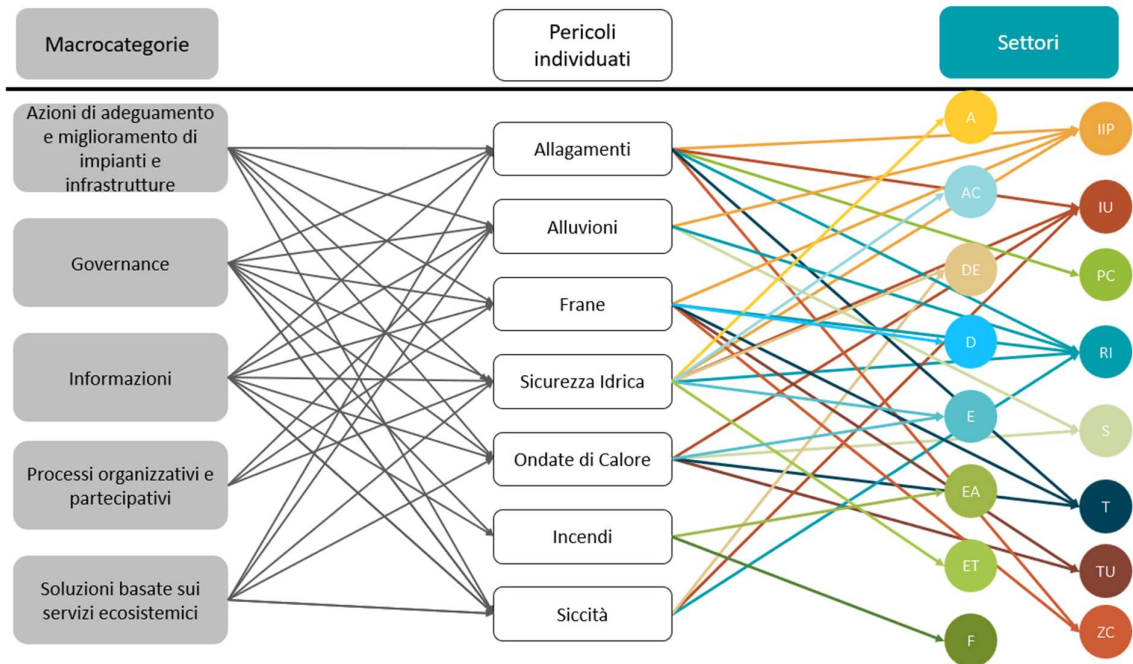 Macrocategorie
Pericoli
individuati
Settori
Azioni di adeguamento
e miglioramento di
impianti e
infrastrutture
Governance
Informazioni
Processi organizzativi e
partecipativi
Soluzioni basate sui
servizi ecosistemici
Allagamenti
Alluvioni
Frane
Sicurezza Idrica
Ondate di Calore
Incendi
Siccità
A
AC
DE
D
E
EA
ET
F
IIP
IU
PC
RI
S
T
TU
ZC